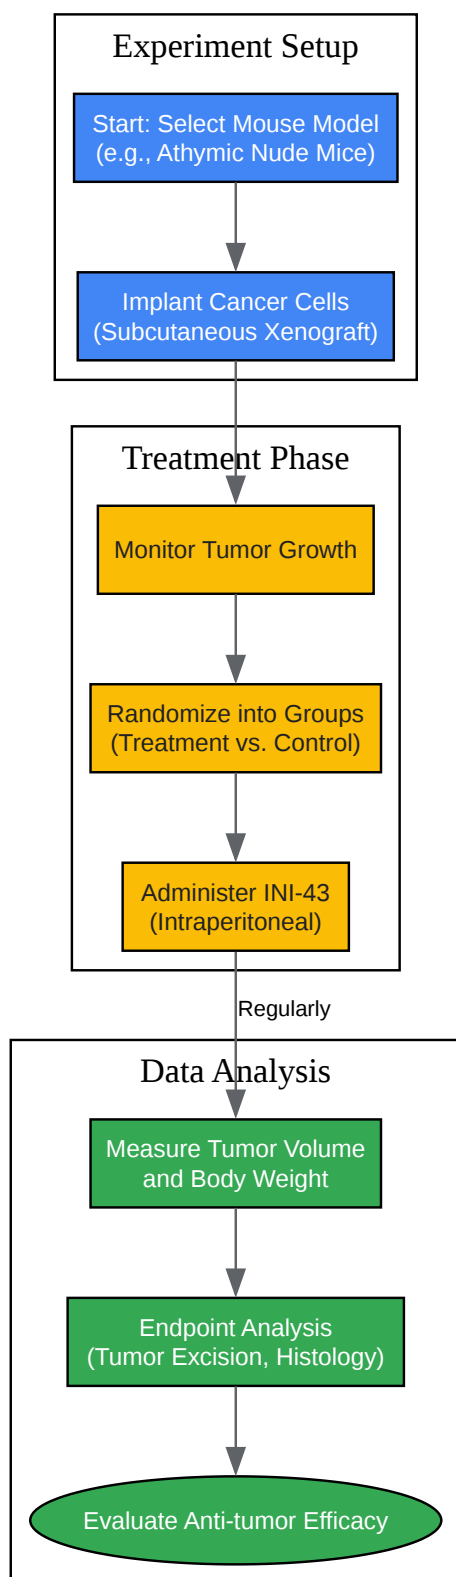 Experiment Setup
Start: Select Mouse Model
(e.g., Athymic Nude Mice)
Implant Cancer Cells
(Subcutaneous Xenograft)
Treatment Phase
Monitor Tumor Growth
Randomize into Groups
(Treatment vs. Control)
Administer INI-43
(Intraperitoneal)
Regularly
Data Analysis
Measure Tumor Volume
and Body Weight
Endpoint Analysis
(Tumor Excision, Histology)
Evaluate Anti-tumor Efficacy